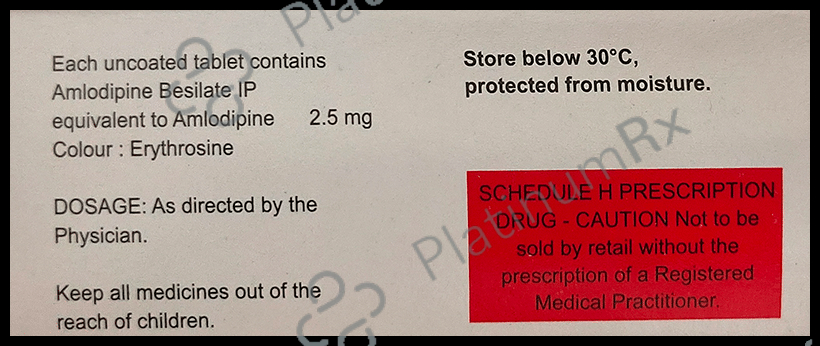 Each uncoated tablet contains
Amlodipine Besilate IP
equivalent to Amlodipine 2.5 mg
Colour : Erythrosine
DOSAGE: As directed by the
Physician.
Keep all medicines out of the
reach of children.
Store below 30°C,
protected from moisture.
SCHEDULE H PRESCRIPTION
DRUG - CAUTION Not to be
sold by retail without the
prescription of a Registered
Medical Practitioner.
PlatinumRx
Platin